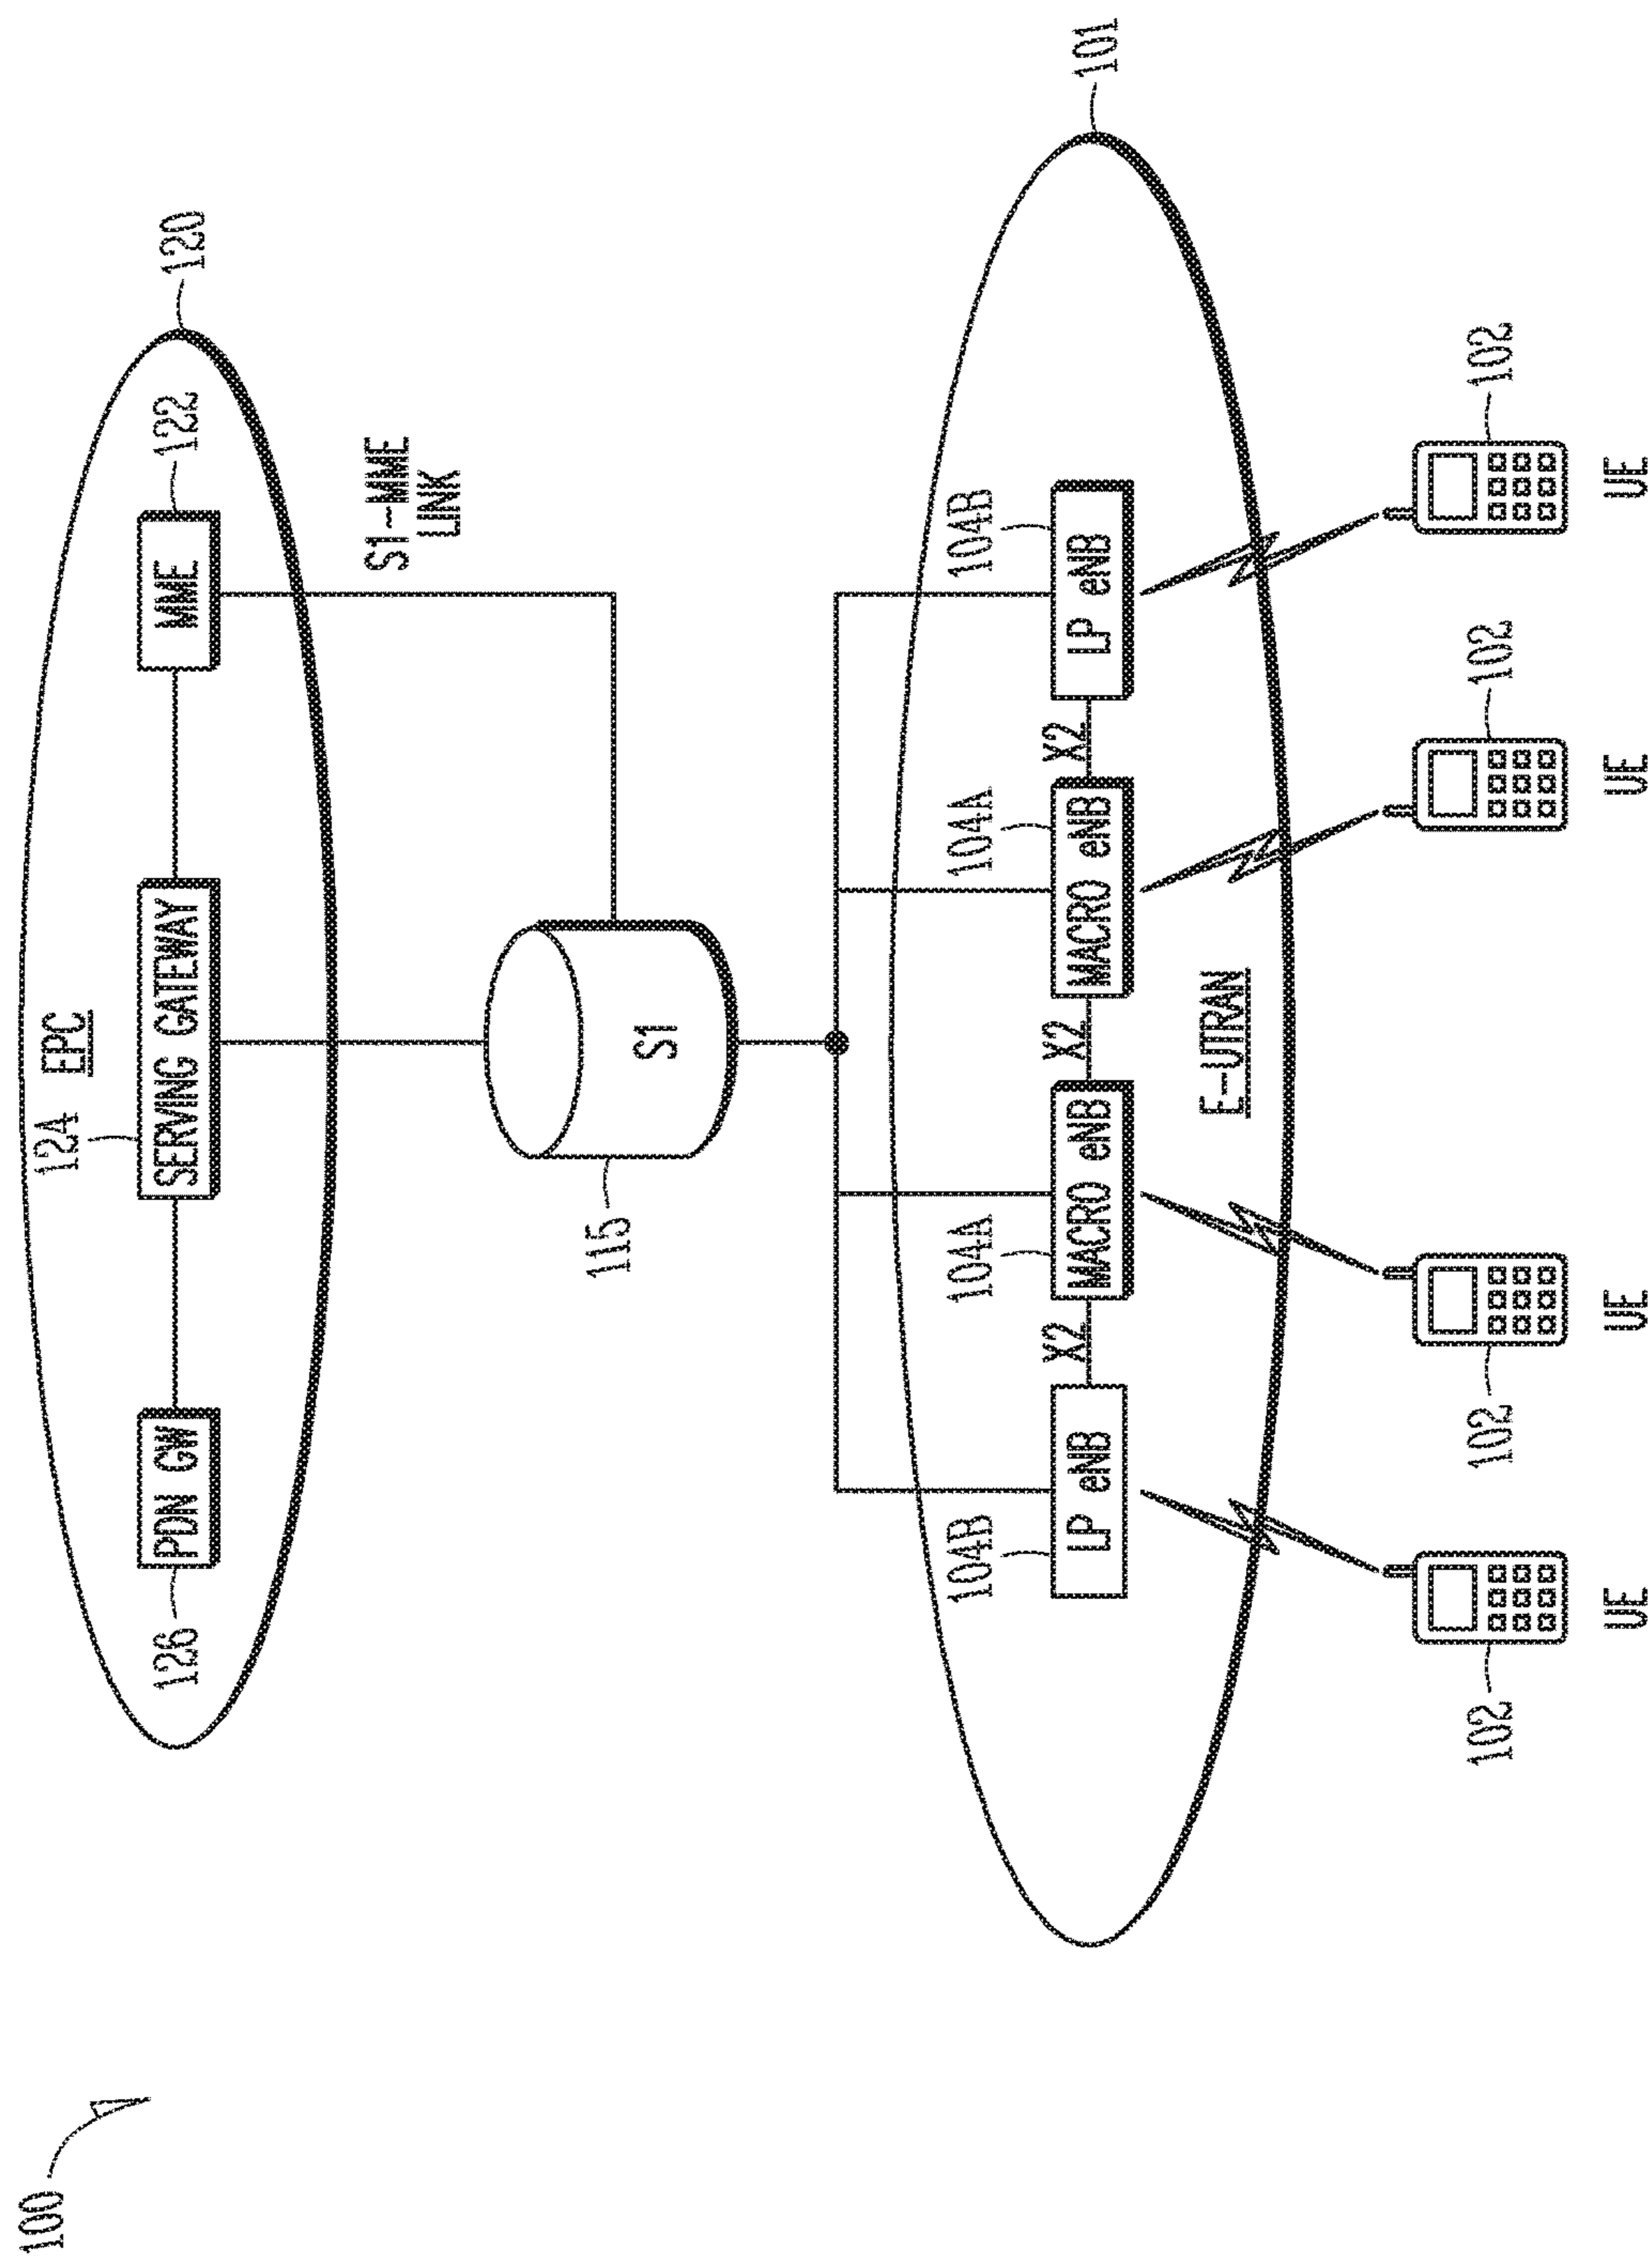 100
124
EPC
126
PDN GW
SERVING GATEWAY
MME
122
120
S1-MME
LINK
115
S1
104B
104A
104A
104B
LP eNB
X2
MACRO eNB
X2
MACRO eNB
X2
LP eNB
101
E-UTRAN
102
102
102
102
UE
UE
UE
UE